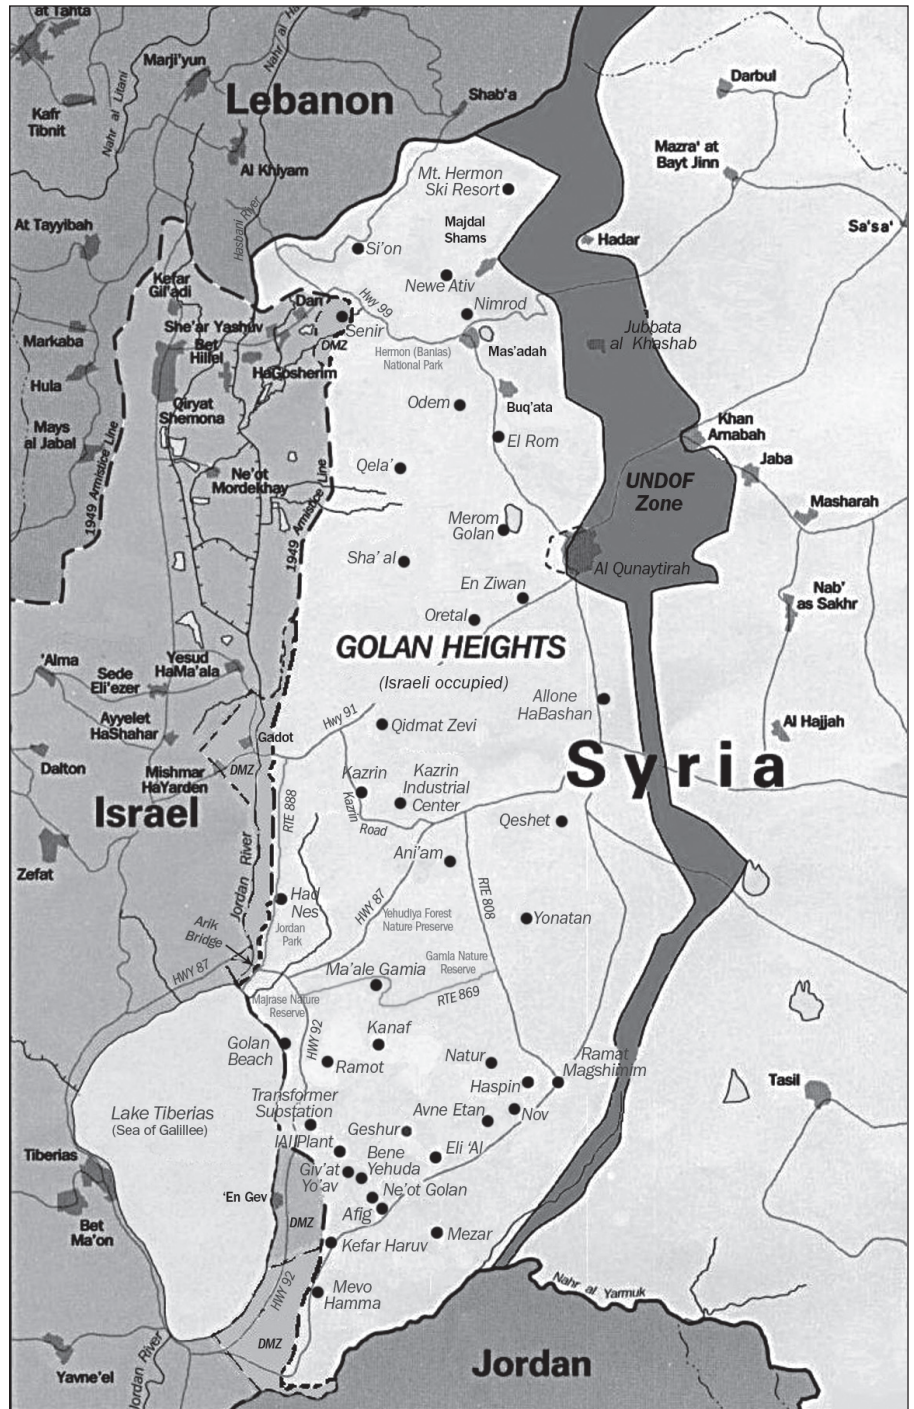 at Tahta
Marji'yun
Nahr al Litani
Kafr
Tibnit
Lebanon
Shab'a
Darbul
Mazra' at
Bayt Jinn
Al Khiyam
Mt. Hermon
Ski Resort
At Tayyibah
Hasbani River
Majdal
Shams
Sa's a'
Hadar
Si'on
Kefar
Gil'adi
Newe Ativ
Dan
Hwy 99
Nimrod
She'ar Yashuv
Senir
Markaba
Bet
Hillel
DMZ
Jubbata
al Khashab
Hermon (Banias)
National Park
Mas'adah
Hula
HaGosherim
Qiryat
Shemona
Odem
Buq'ata
Mays
al Jabal
Khan
Arnabah
El Rom
1949 Armistice Line
Qela'
Jaba
Ne'ot
Mordekhay
UNDOF
Zone
1949 Armistice Line
Masharah
Merom
Golan
Sha' al
Al Qunaytirah
En Ziwan
Nab'
as Sakhr
Oretal
GOLAN HEIGHTS
(Israeli occupied)
'Alma
Yesud
HaMa'ala
Sede
Eli'ezer
Allone
HaBashan
Ayyelet
HaShahar
Hwy 91
Qidmat Zevi
Al Hajjah
Gadot
Syria
Dalton
Mishmar
HaYarden
DMZ
Kazrin
Kazrin
Industrial
Center
Israel
RTE 888
Kazrin
Road
Qeshet
Jordan River
Ani'am
Zefat
Had
Nes
HWY 87
RTE 808
Yehudiya Forest
Nature Preserve
Yonatan
Arik
Bridge
Jordan
Park
Gamla Nature
Reserve
HWY 87
Ma'ale Gamia
RTE 869
Majrase Nature
Reserve
HWY 92
Kanaf
Golan
Beach
Ramot
Natur
Ramat
Magshimim
Haspin
Tasil
Transformer
Supstation
Lake Tiberias
(Sea of Galillee)
Avne Etan
Nov
Geshur
IAI Plant
Bene
Yehuda
Eli 'Al
Tiberias
Giv'at
Yo'av
'En Gev
Ne'ot Golan
Afig
Bet
Ma'on
DMZ
Mezar
Kefar Haruv
HWY 92
Mevo
Hamma
Nahr al Yarmuk
DMZ
Jordan River
Yavne'el
Jordan